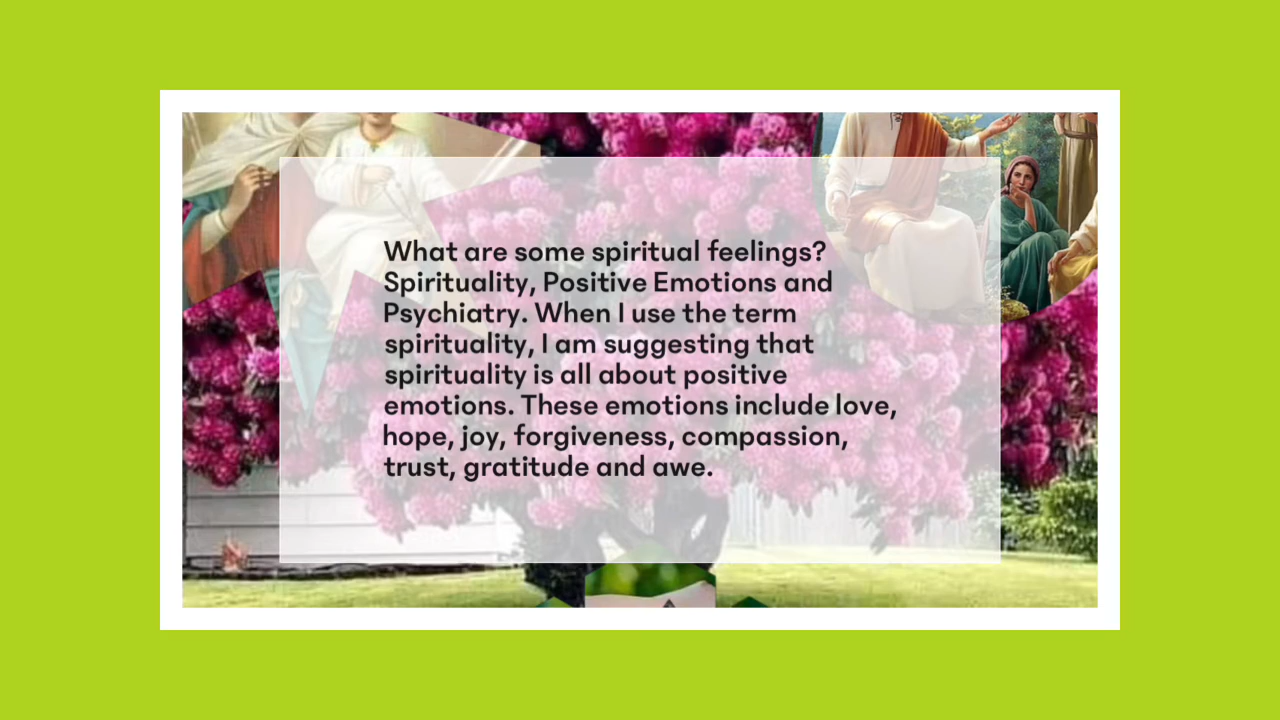 What are some spiritual feelings?
Spirituality, Positive Emotions and
Psychiatry. When I use the term
spirituality, I am suggesting that
spirituality is all about positive
emotions. These emotions include love,
hope, joy, forgiveness, compassion,
trust, gratitude and awe.